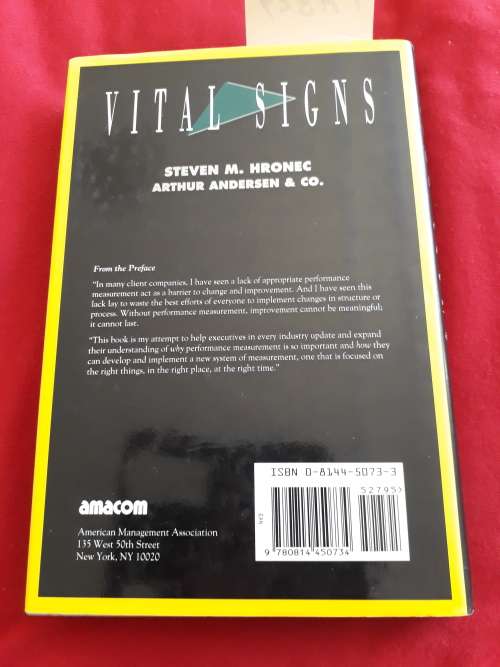 VITAL SIGNS
STEVEN M. HRONEC
ARTHUR ANDERSEN & CO.
From the Preface
"In many client companies, I have seen a lack of appropriate performance
measurement act as a barrier to change and improvement. And I have seen this
lack lay to waste the best efforts of everyone to implement changes in structure or
process. Without performance measurement, improvement cannot be meaningful;
it cannot last.
"This book is my attempt to help executives in every industry update and expand
their understanding of why performance measurement is so important and how they
can develop and implement a new system of measurement, one that is focused on
the right things, in the right place, at the right time."
ISBN 0-8144-5073-3
52795>
9 780814 450734
amacom
American Management Association
135 West 50th Street
New York, NY 10020